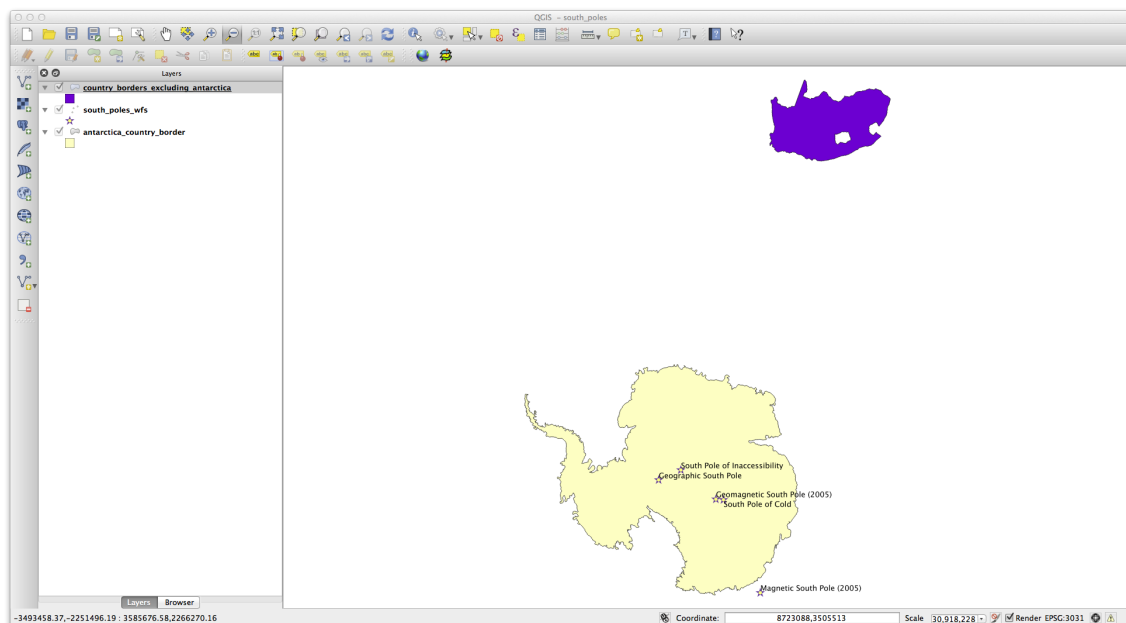 QGIS - south_poles
Layers
country_borders_excluding_antarctica
south_poles_wfs
antarctica_country_border
South Pole of Inaccessibility
Geographic South Pole
Geomagnetic South Pole (2005)
South Pole of Cold
Magnetic South Pole (2005)
Layers Browser
-3493458.37,-2251496.19 : 3585676.58,2266270.16 Coordinate: 8723088,3505513 Scale 30,918,228 Render EPSG:3031